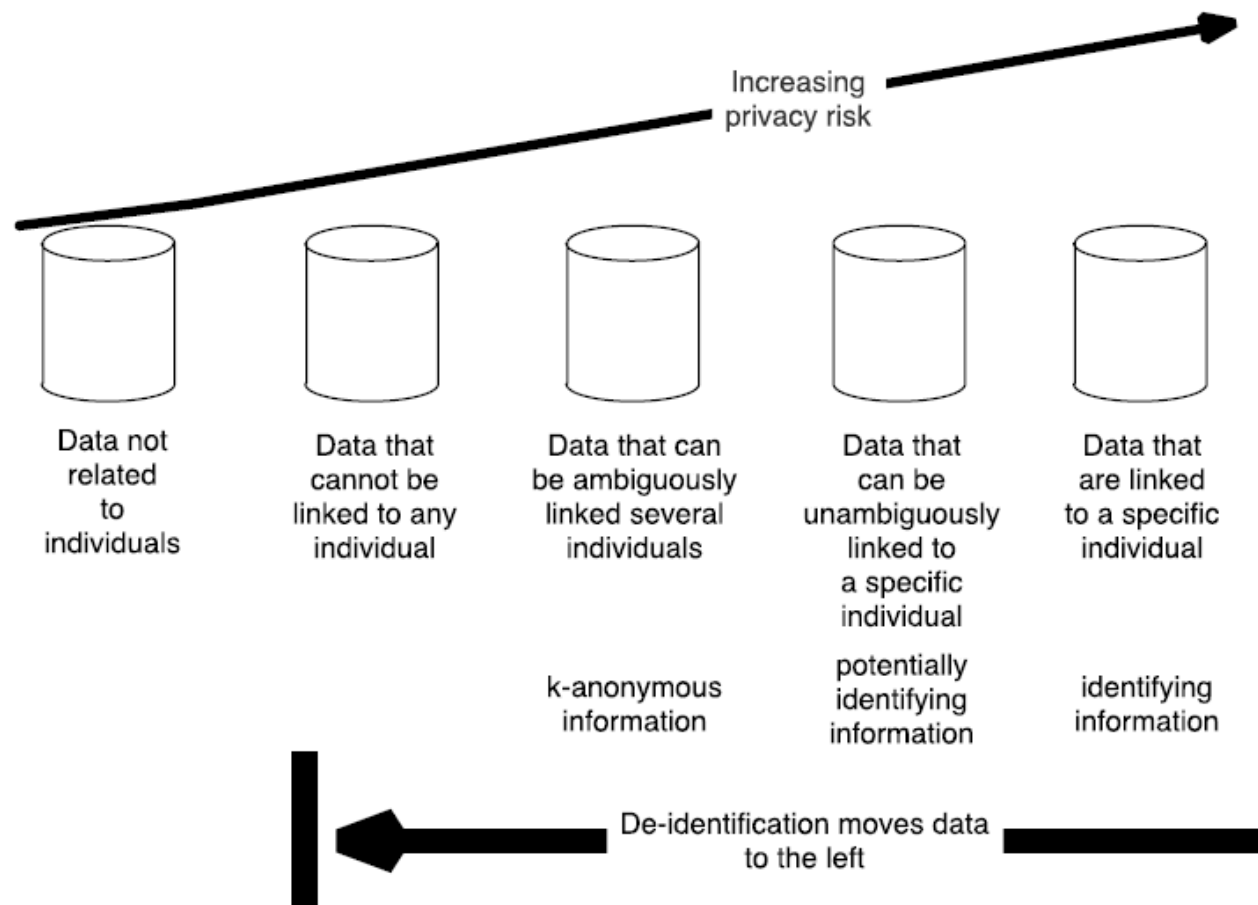 Increasing
privacy risk
Data not
related
to
individuals
Data that
cannot be
linked to any
individual
Data that can
be ambiguously
linked several
individuals
Data that
can be
unambiguously
linked to
a specific
individual
Data that
are linked
to a specific
individual
k-anonymous
information
potentially
identifying
information
identifying
information
De-identification moves data
to the left